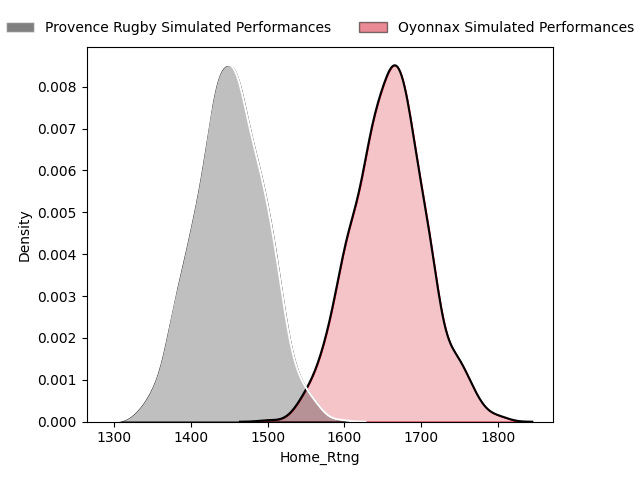 Provence Rugby Simulated Performances Oyonnax Simulated Performances
0.008
0.007
0.006
0.005
0.004
0.003
0.002
0.001
0.000
Density
1300 1400 1500 1600 1700 1800
Home_Rtng